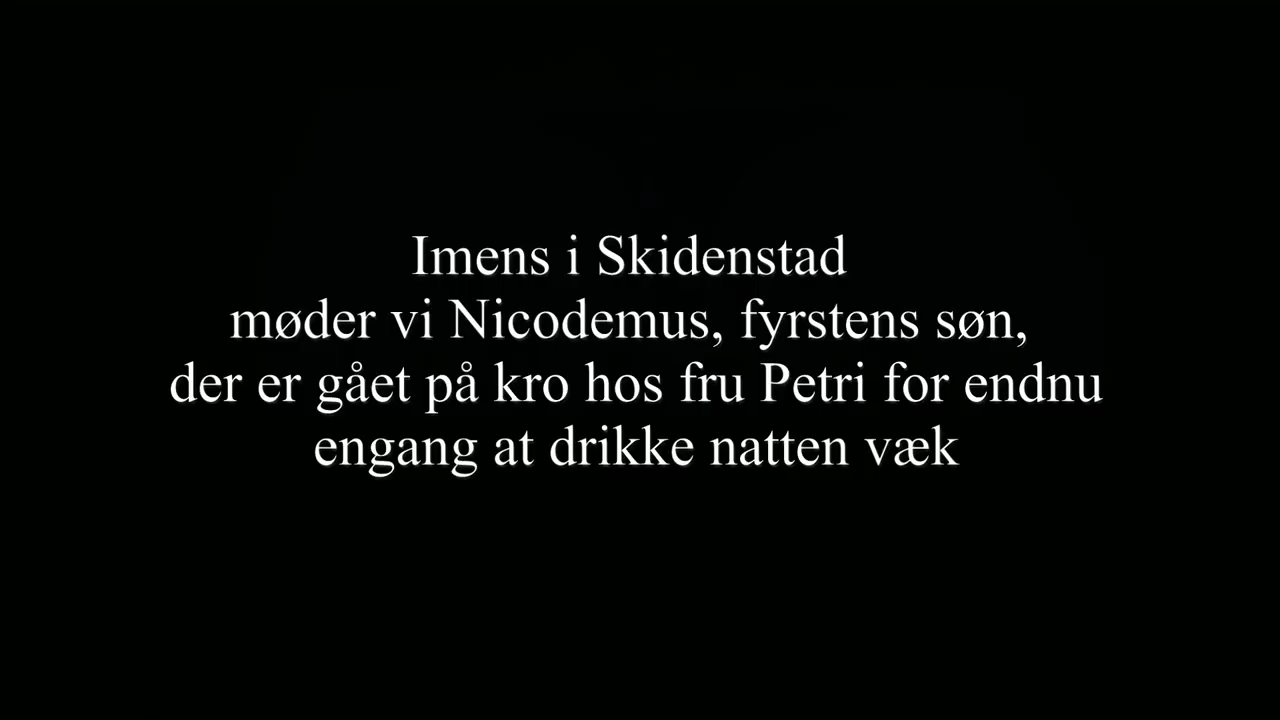 Imens i Skidenstad
møder vi Nicodemus, fyrstens søn,
der er gået på kro hos fru Petri for endnu
engang at drikke natten væk